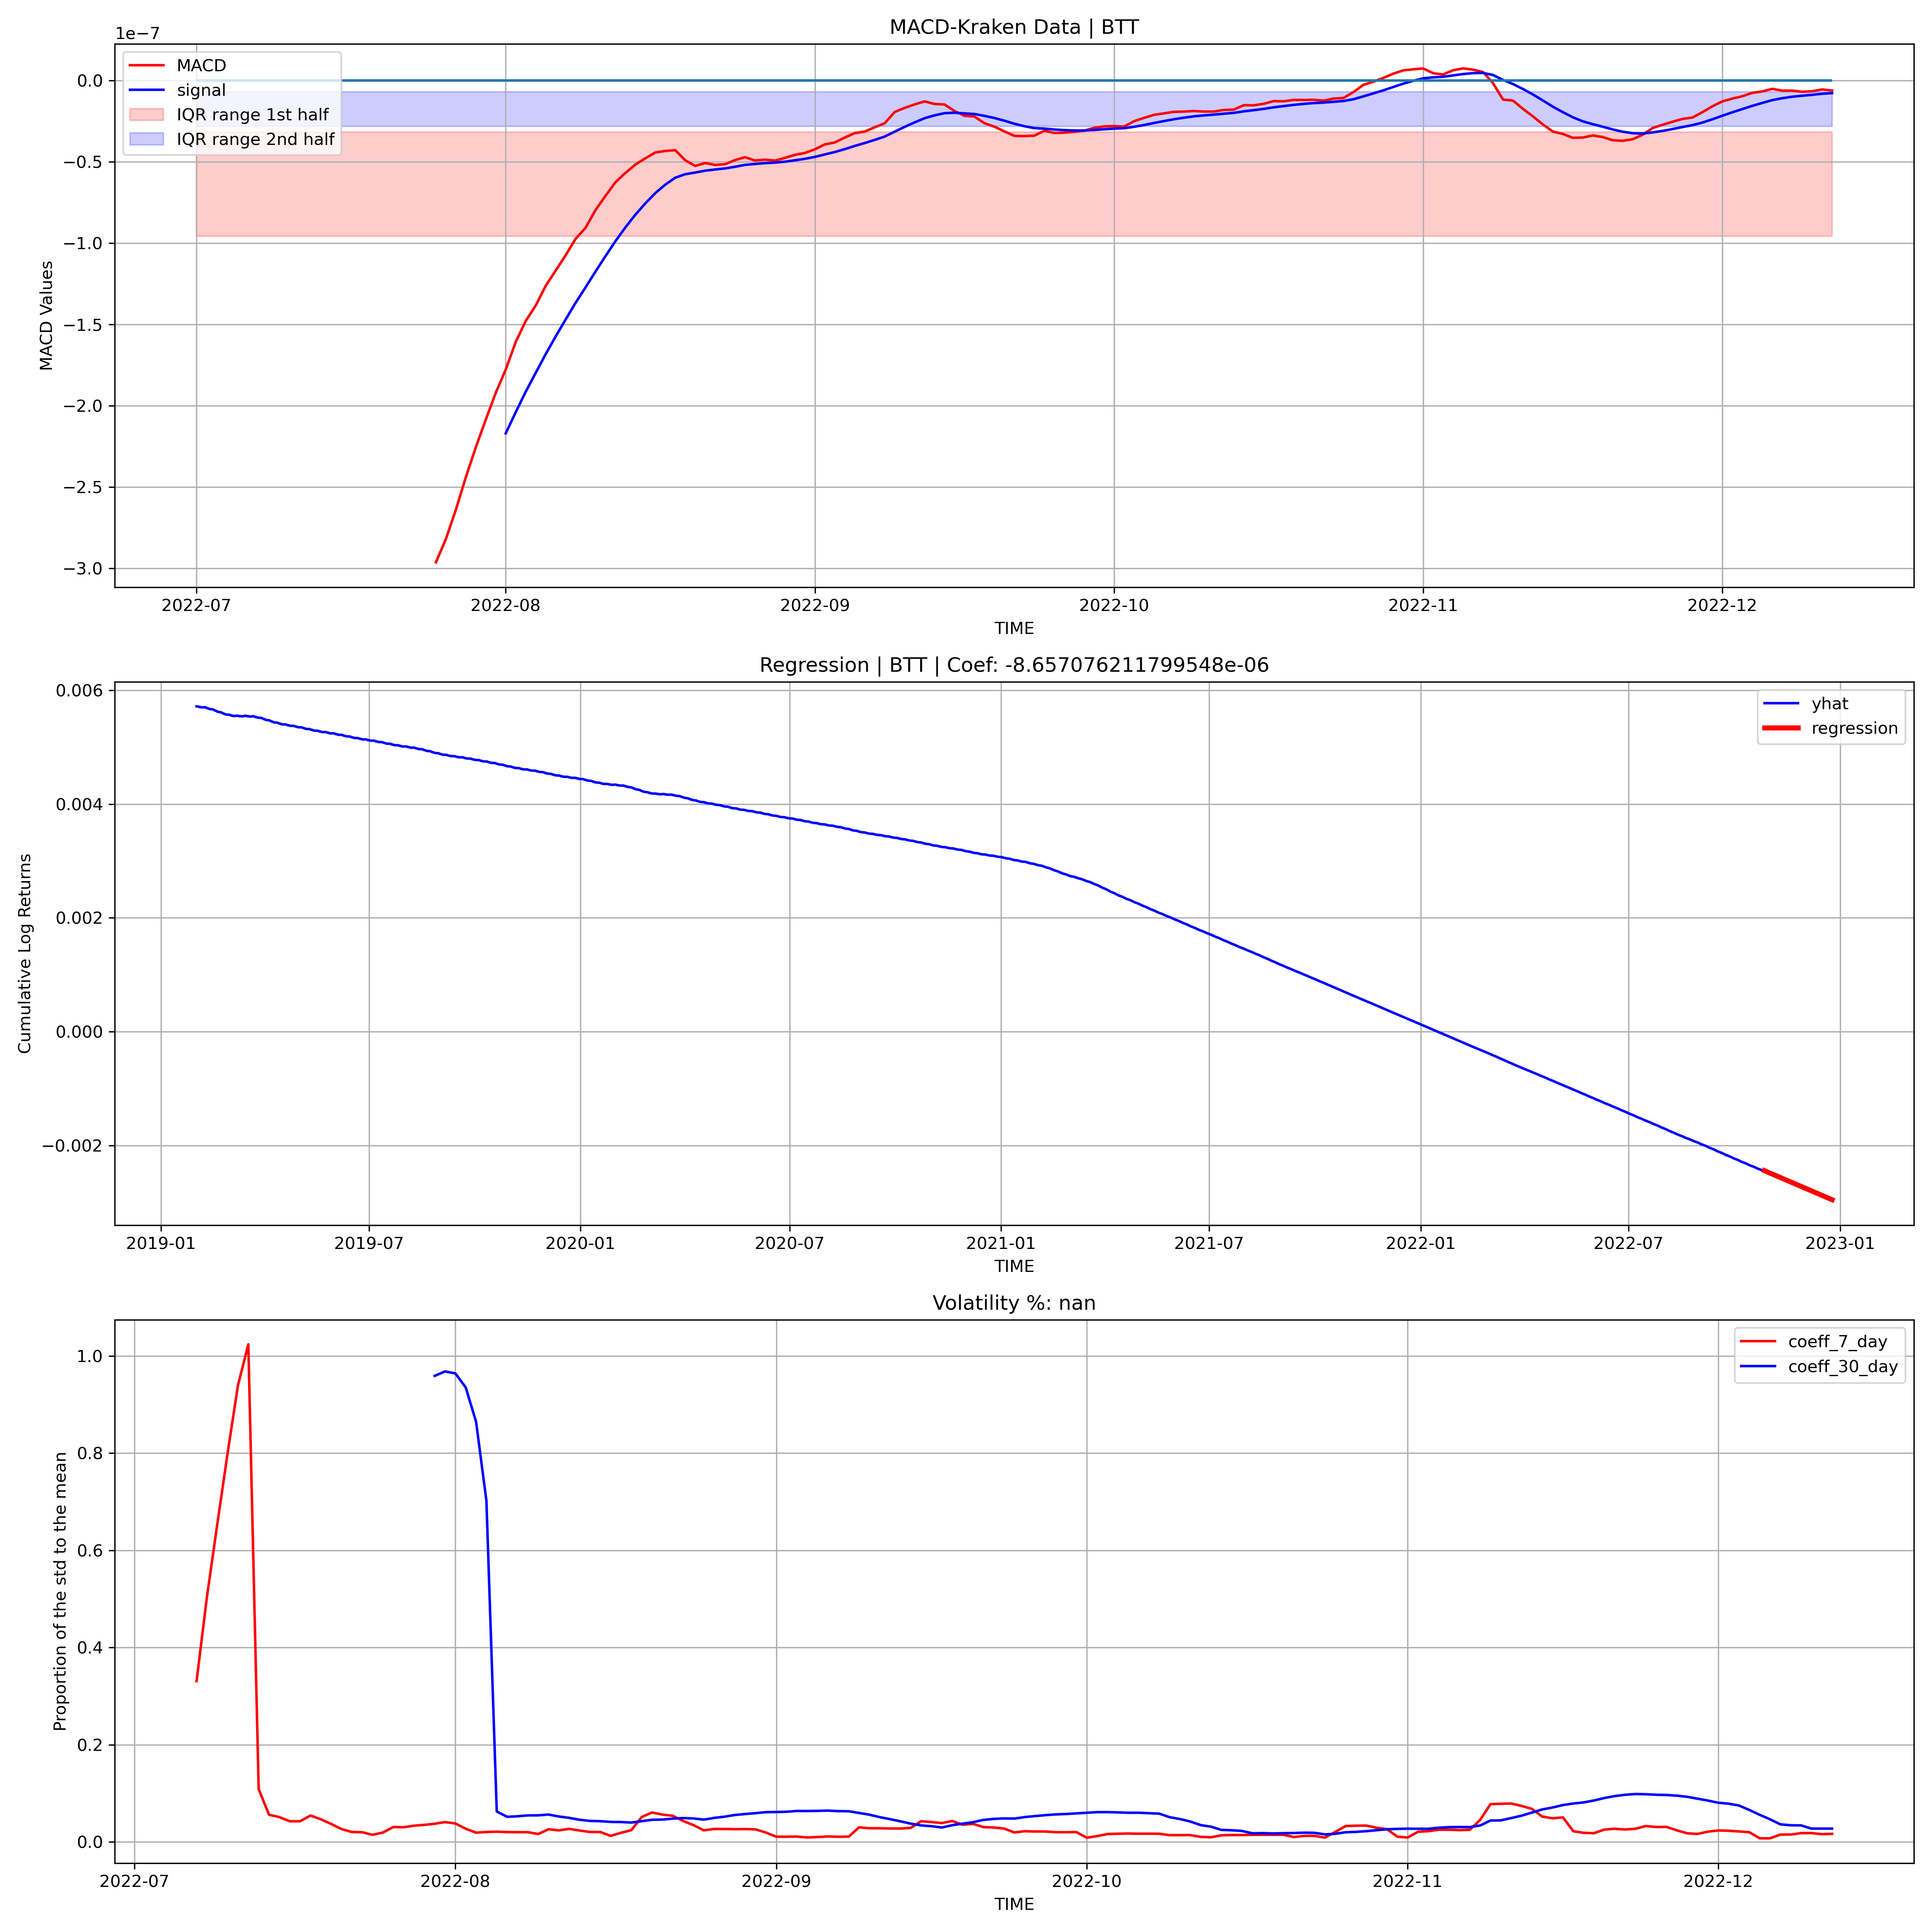 MACD-Kraken Data | BTT
1e−7
MACD
signal
IQR range 1st half
IQR range 2nd half
0.0
−0.5
−1.0
−1.5
−2.0
−2.5
−3.0
MACD Values
2022-07 2022-08 2022-09 2022-10 2022-11 2022-12
TIME
Regression | BTT | Coef: -8.657076211799548e-06
yhat
regression
0.006
0.004
0.002
0.000
−0.002
Cumulative Log Returns
2019-01 2019-07 2020-01 2020-07 2021-01 2021-07 2022-01 2022-07 2023-01
TIME
Volatility %: nan
coeff_7_day
coeff_30_day
1.0
0.8
0.6
0.4
0.2
0.0
Proportion of the std to the mean
2022-07 2022-08 2022-09 2022-10 2022-11 2022-12
TIME